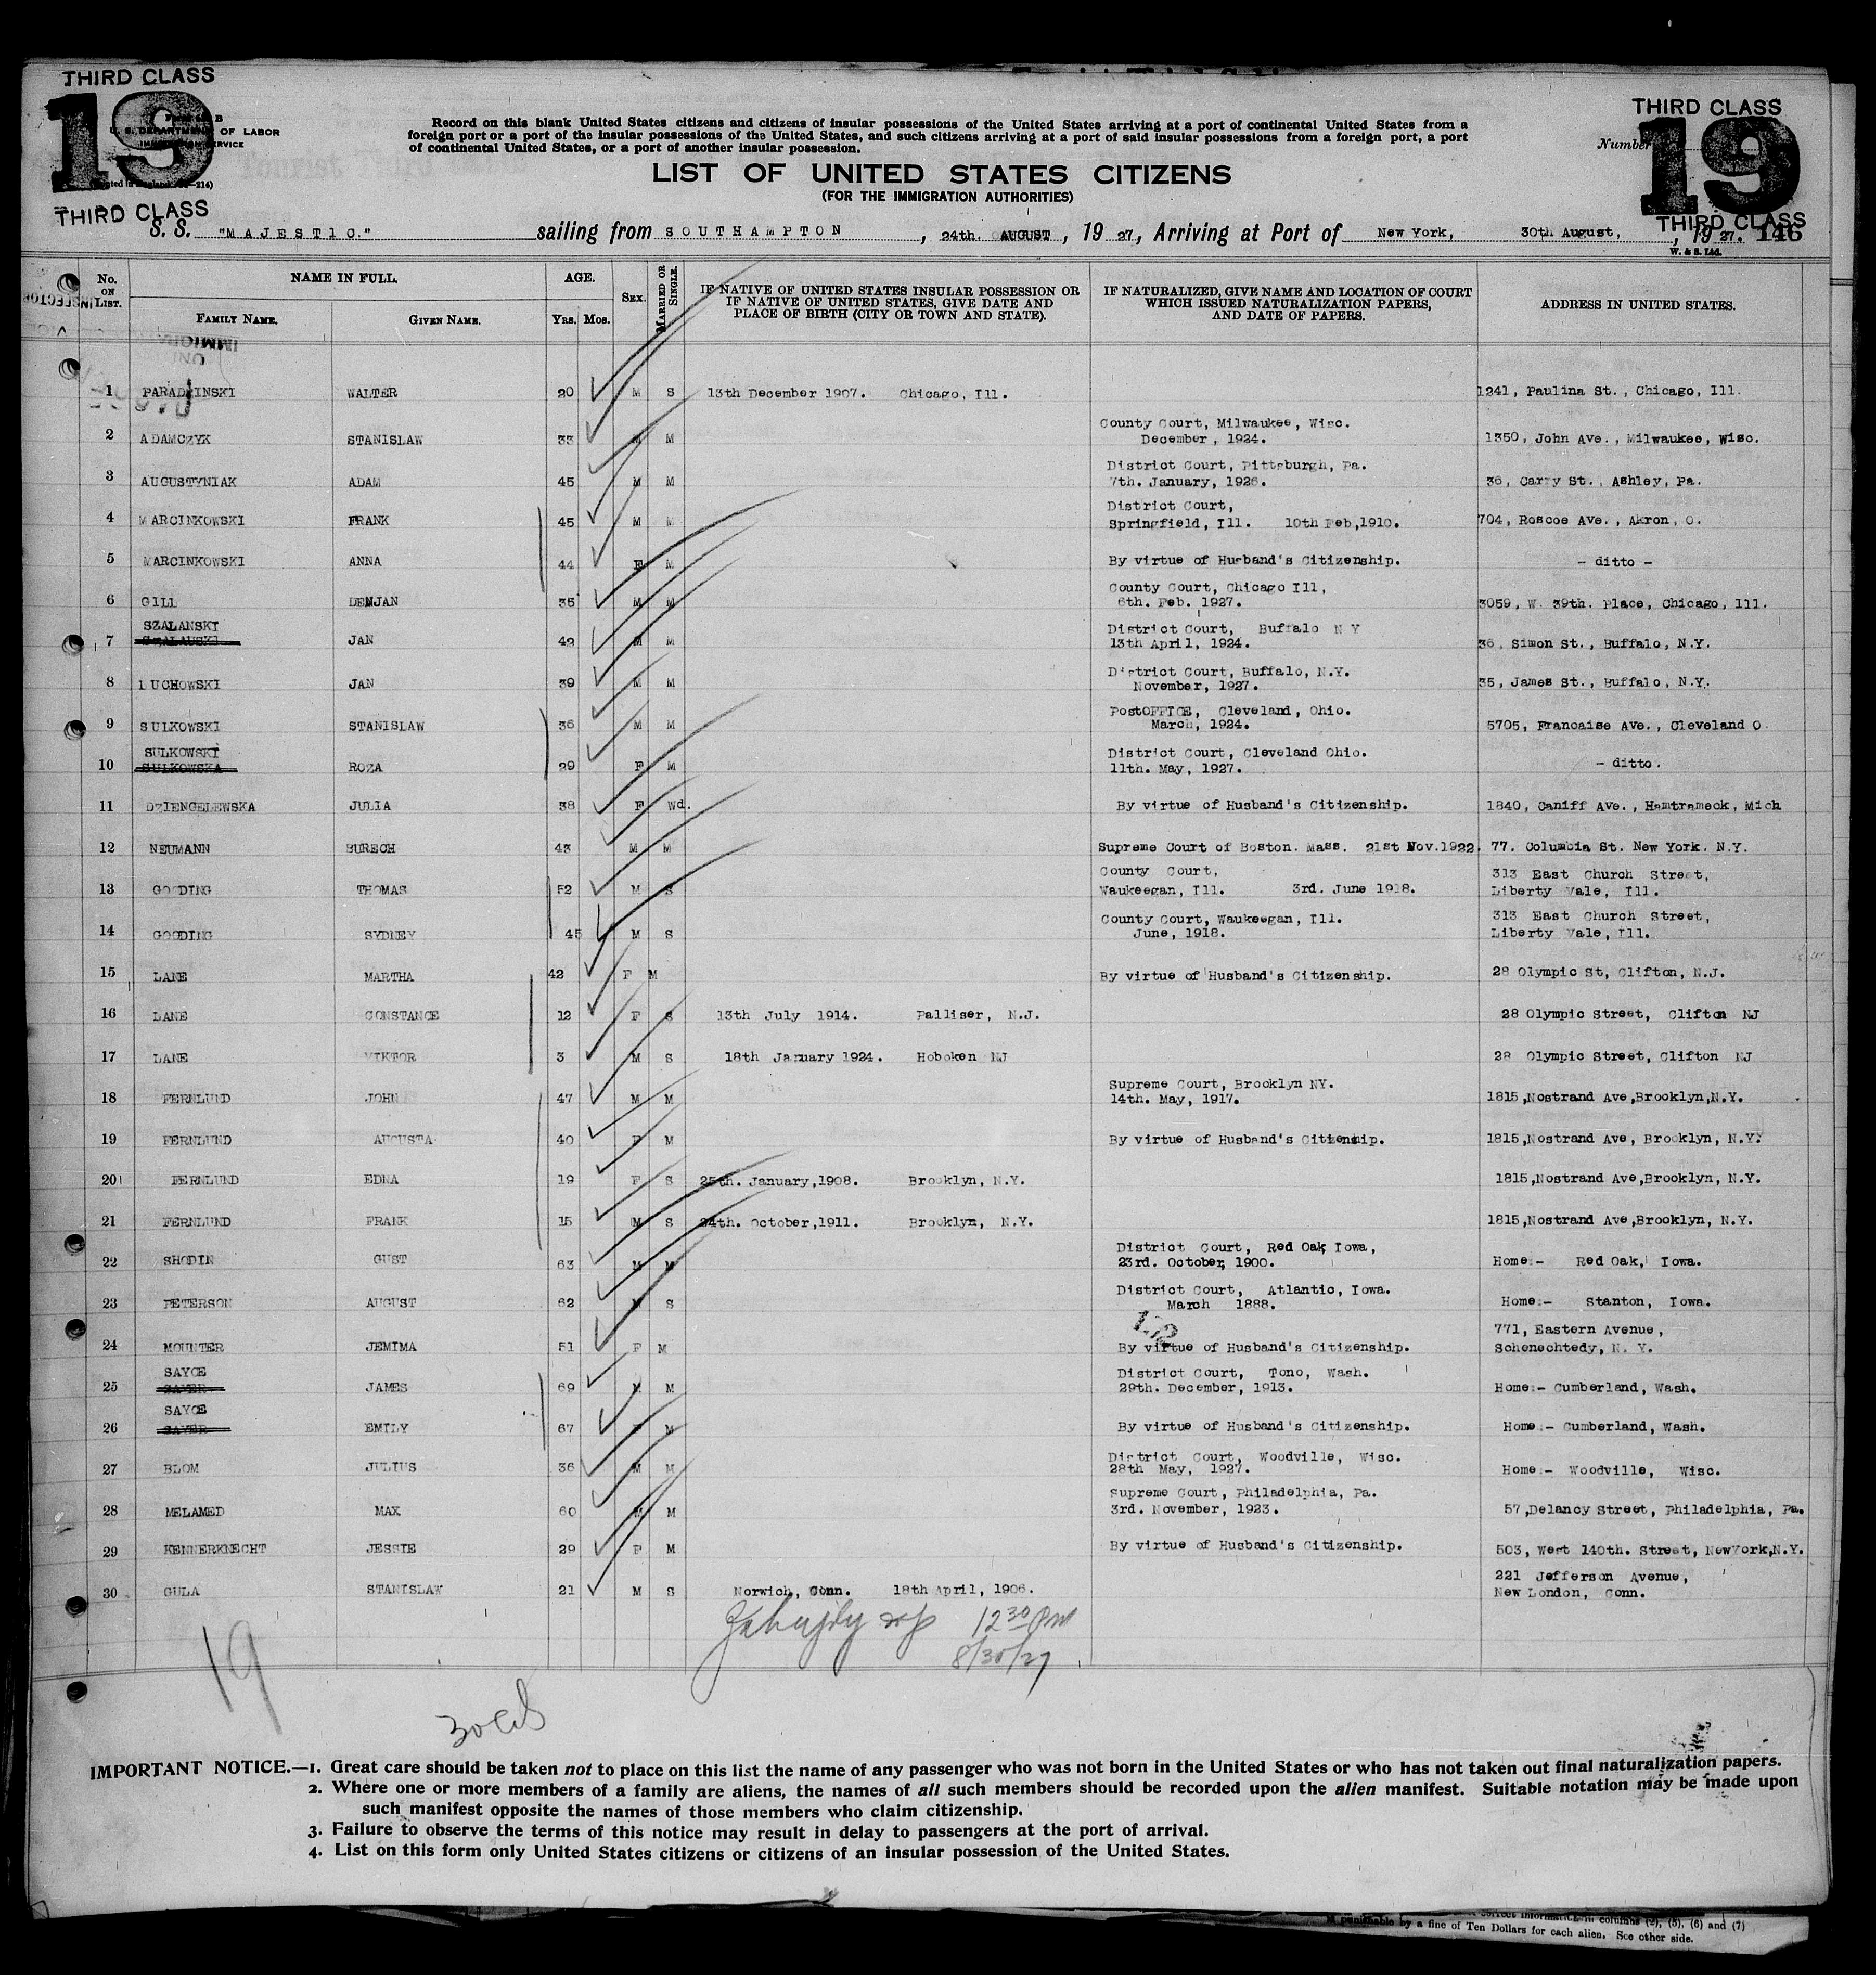 THIRD CLASS
19
U. S. DEPARTMENT OF LABOR
IMMIGRATION SERVICE
THIRD CLASS
THIRD CLASS
Number
19
THIRD CLASS
146
Record on this blank United States citizens and citizens of insular possessions of the United States arriving at a port of continental United States from a
foreign port or a port of the insular possessions of the United States, and such citizens arriving at a port of said insular possessions from a foreign port, a port
of continental United States, or a port of another insular possession.
LIST OF UNITED STATES CITIZENS
(FOR THE IMMIGRATION AUTHORITIES)
S. S. "MAJESTIC." sailing from SOUTHAMPTON, 24th. AUGUST, 1927, Arriving at Port of New York, 30th August, 1927.
W. & S. Ltd.
No. ON LIST. NAME IN FULL. AGE. SEX. MARRIED OR SINGLE. IF NATIVE OF UNITED STATES INSULAR POSSESSION OR IF NATIVE OF UNITED STATES, GIVE DATE AND PLACE OF BIRTH (CITY OR TOWN AND STATE). IF NATURALIZED, GIVE NAME AND LOCATION OF COURT WHICH ISSUED NATURALIZATION PAPERS, AND DATE OF PAPERS. ADDRESS IN UNITED STATES.
FAMILY NAME. GIVEN NAME. YRS. MOS.
1 PARADZINSKI WALTER 20 M S 13th December 1907. Chicago, Ill. 1241, Paulina St., Chicago, Ill.
County Court, Milwaukee, Wisc.
2 ADAMCZYK STANISLAW 33 M M December, 1924. 1350, John Ave., Milwaukee, Wisc.
District Court, Pittsburgh, Pa.
3 AUGUSTYNIAK ADAM 45 M M 7th. January, 1926. 36, Carry St., Ashley, Pa.
District Court,
4 MARCINKOWSKI FRANK 45 M M Springfield, Ill. 10th Feb,1910. 704, Roscoe Ave., Akron, O.
5 MARCINKOWSKI ANNA 44 F M By virtue of Husband's Citizenship. - ditto -
County Court, Chicago Ill,
6 GILL DEMJAN 35 M M 6th. Feb. 1927. 3059, W. 39th. Place, Chicago, Ill.
SZALANSKI District Court, Buffalo N Y
7 SZALAUSKI JAN 42 M M 13th April, 1924. 36, Simon St., Buffalo, N.Y.
District Court, Buffalo, N.Y.
8 LUCHOWSKI JAN 39 M M November, 1927. 35, James St., Buffalo, N.Y.
PostOFFICE, Cleveland, Ohio.
9 SULKOWSKI STANISLAW 36 M M March, 1924. 5705, Francaise Ave., Cleveland O.
SULKOWSKI District Court, Cleveland Ohio.
10 SULKOWSKA ROZA 29 F M 11th. May, 1927. - ditto.
11 DZIENGELEWSKA JULIA 38 F Wd. By virtue of Husband's Citizenship. 1840, Caniff Ave., Hamtrameck, Mich
12 NEUMANN BURECH 43 M M Supreme Court of Boston. Mass. 21st Nov.1922. 77. Columbia St. New York. N.Y.
County Court, 313 East Church Street,
13 GOODING THOMAS 52 M S Waukeegan, Ill. 3rd. June 1918. Liberty Vale, Ill.
County Court, Waukeegan, Ill. 313 East Church Street,
14 GOODING SYDNEY 45 M S June, 1918. Liberty Vale, Ill.
15 LANE MARTHA 42 F M By virtue of Husband's Citizenship. 28 Olympic St, Clifton, N.J.
16 LANE CONSTANCE 12 F S 13th July 1914. Palliser, N.J. 28 Olympic Street, Clifton NJ
17 LANE VIKTOR 3 M S 18th January 1924. Hoboken NJ 28 Olympic Street, Clifton NJ
Supreme Court, Brooklyn NY.
18 FERNLUND JOHN 47 M M 14th. May, 1917. 1815,Nostrand Ave,Brooklyn,N.Y.
19 FERNLUND AUGUSTA 40 F M By virtue of Husband's Citizenship. 1815,Nostrand Ave, Brooklyn, N.Y.
20 FERNLUND EDNA 19 F S 25th. January,1908. Brooklyn, N.Y. 1815,Nostrand Ave,Brooklyn, N.Y.
21 FERNLUND FRANK 15 M S 24th. October,1911. Brooklyn, N.Y. 1815,Nostrand Ave,Brooklyn, N.Y.
District Court, Red Oak, Iowa,
22 SHODIN GUST 63 M M 23rd. October, 1900. Home:- Red Oak, Iowa.
District Court, Atlantic, Iowa.
23 PETERSON AUGUST 62 M S March 1888. Home:- Stanton, Iowa.
771, Eastern Avenue,
24 MOUNTER JEMIMA 51 F M By virtue of Husband's Citizenship. Schenechtedy, N. Y.
SAYCE District Court, Tono, Wash.
25 SAYER JAMES 69 M M 29th. December, 1913. Home:- Cumberland, Wash.
SAYCE
26 SAYER EMILY 67 F M By virtue of Husband's Citizenship. Home:- Cumberland, Wash.
District Court, Woodville, Wisc.
27 BLOM JULIUS 36 M M 28th May, 1927. Home:- Woodville, Wisc.
Supreme Court, Philadelphia, Pa.
28 MELAMED MAX 60 M M 3rd. November, 1923. 57,Delancy Street, Philadelphia, Pa.
29 KENNERKNECHT JESSIE 29 F M By virtue of Husband's Citizenship. 503, West 140th. Street, NewYork,N.Y.
221 Jefferson Avenue,
30 GULA STANISLAW 21 M S Norwich, Conn. 18th April, 1906. New London, Conn.
12 30 PM
8/30/27
19
IMPORTANT NOTICE.—1. Great care should be taken not to place on this list the name of any passenger who was not born in the United States or who has not taken out final naturalization papers.
2. Where one or more members of a family are aliens, the names of all such members should be recorded upon the alien manifest. Suitable notation may be made upon
such manifest opposite the names of those members who claim citizenship.
3. Failure to observe the terms of this notice may result in delay to passengers at the port of arrival.
4. List on this form only United States citizens or citizens of an insular possession of the United States.
correct information in columns (2), (5), (6) and (7)
is punishable by a fine of Ten Dollars for each alien. See other side.